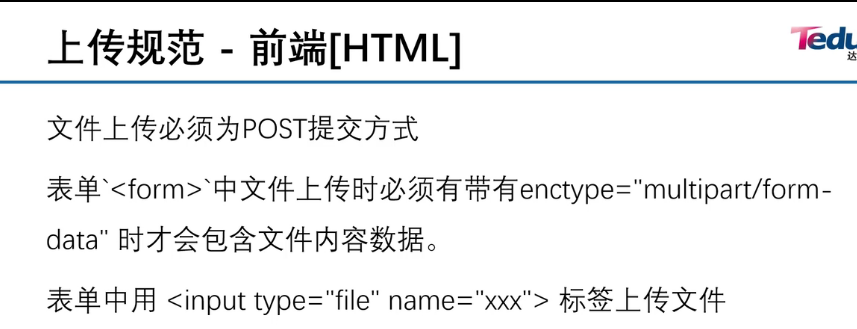 上传规范 - 前端[HTML]
Tedu
达
文件上传必须为POST提交方式
表单`<form>`中文件上传时必须有带有enctype="multipart/form-
data" 时才会包含文件内容数据。
表单中用 <input type="file" name="xxx"> 标签上传文件